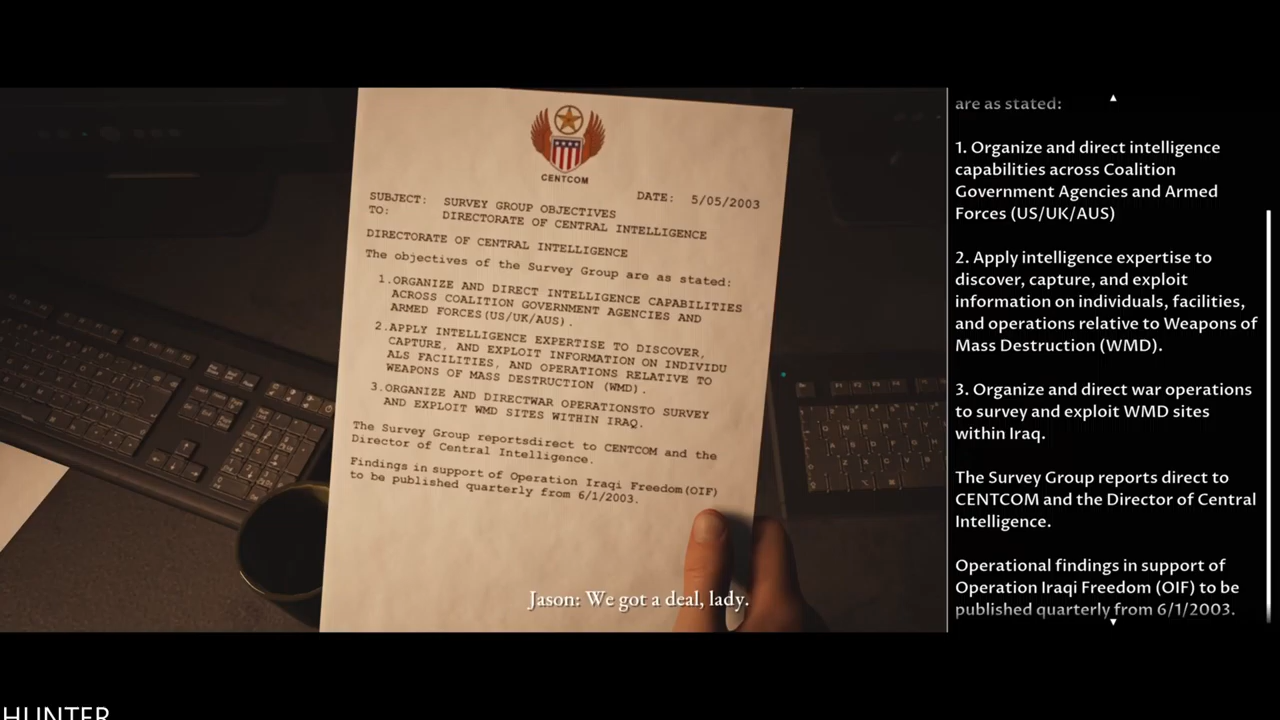 CENTCOM
SUBJECT: SURVEY GROUP OBJECTIVES
DATE: 5/05/2003
TO: DIRECTORATE OF CENTRAL INTELLIGENCE
DIRECTORATE OF CENTRAL INTELLIGENCE
The objectives of the Survey Group are as stated:
1.ORGANIZE AND DIRECT INTELLIGENCE CAPABILITIES
ACROSS COALITION GOVERNMENT AGENCIES AND
ARMED FORCES(US/UK/AUS).
2.APPLY INTELLIGENCE EXPERTISE TO DISCOVER,
CAPTURE, AND EXPLOIT INFORMATION ON INDIVIDU
ALS FACILITIES, AND OPERATIONS RELATIVE TO
WEAPONS OF MASS DESTRUCTION (WMD).
3.ORGANIZE AND DIRECTWAR OPERATIONSTO SURVEY
AND EXPLOIT WMD SITES WITHIN IRAQ.
The Survey Group reportsdirect to CENTCOM and the
Director of Central Intelligence.
Findings in support of Operation Iraqi Freedom(OIF)
to be published quarterly from 6/1/2003.
Jason: We got a deal, lady.
are as stated:
1. Organize and direct intelligence
capabilities across Coalition
Government Agencies and Armed
Forces (US/UK/AUS)
2. Apply intelligence expertise to
discover, capture, and exploit
information on individuals, facilities,
and operations relative to Weapons of
Mass Destruction (WMD).
3. Organize and direct war operations
to survey and exploit WMD sites
within Iraq.
The Survey Group reports direct to
CENTCOM and the Director of Central
Intelligence.
Operational findings in support of
Operation Iraqi Freedom (OIF) to be
published quarterly from 6/1/2003.
HUNTER